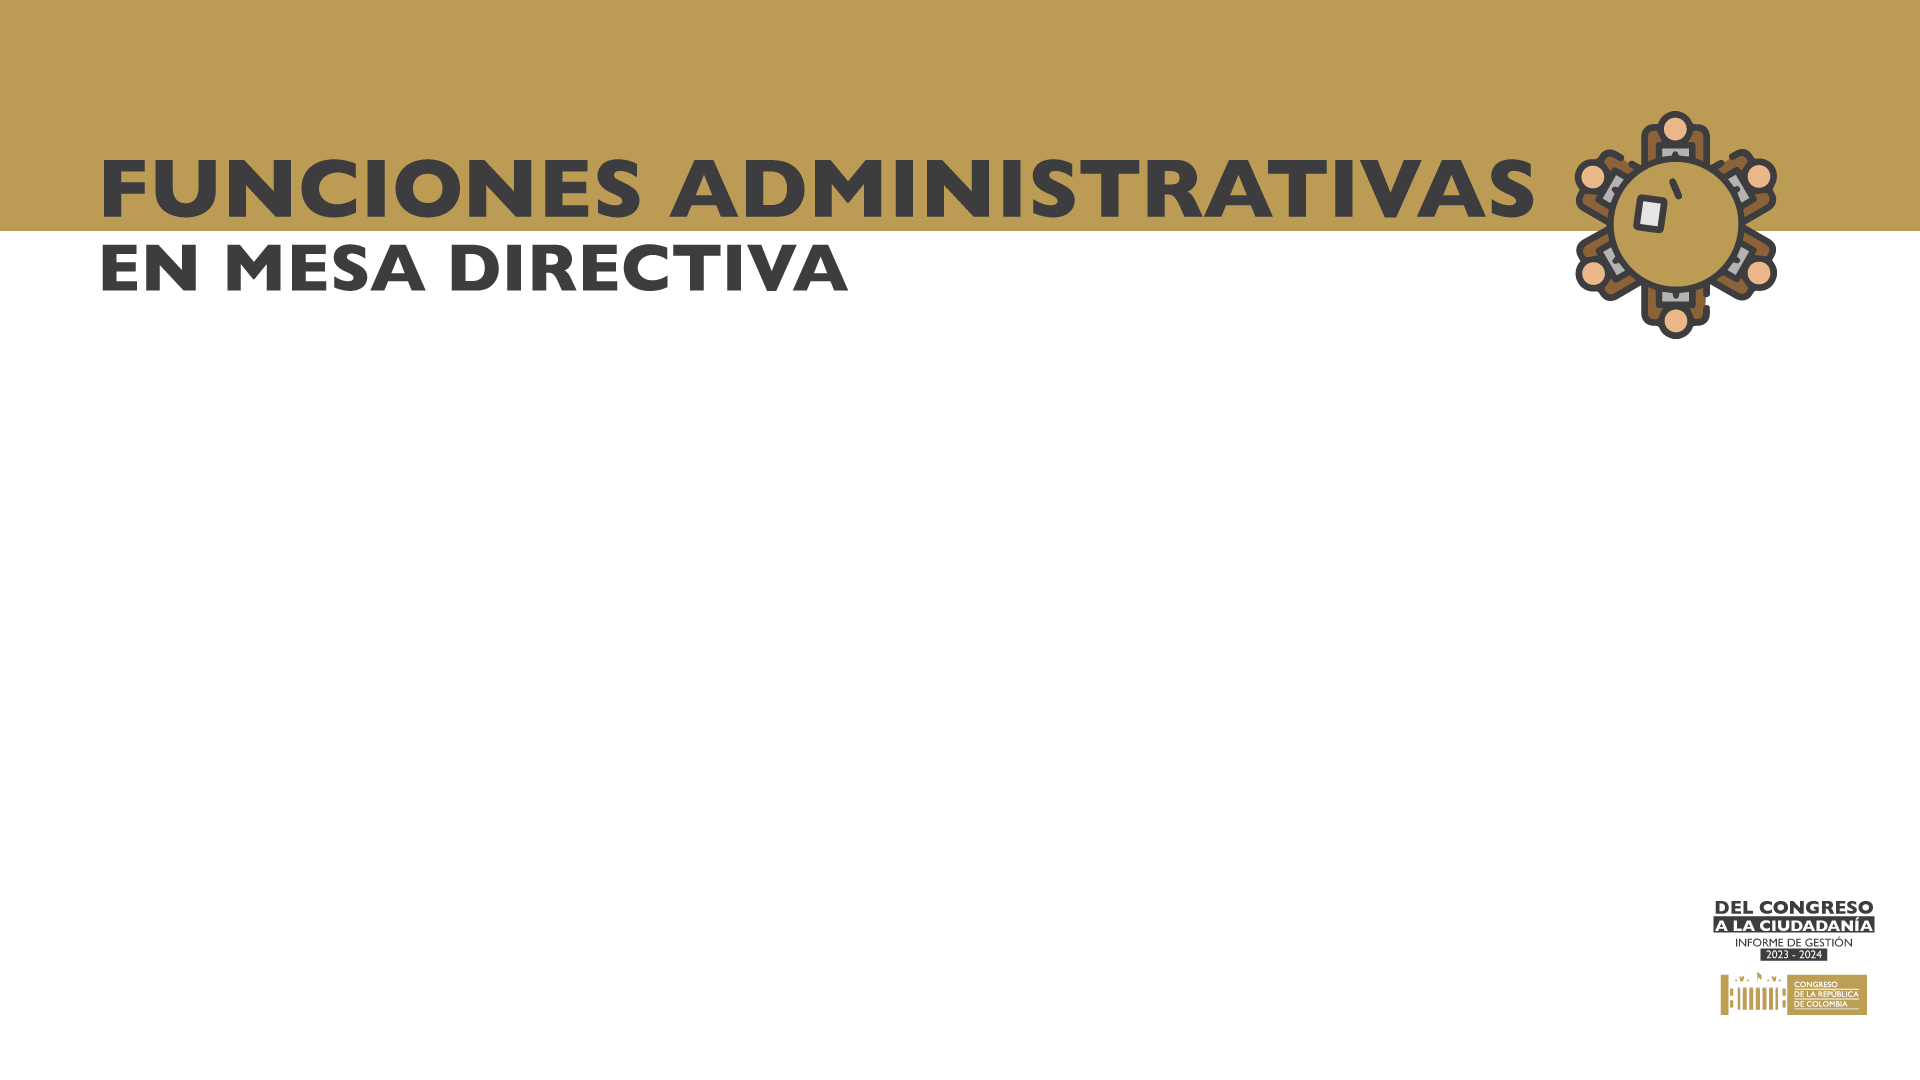 FUNCIONES ADMINISTRATIVAS
EN MESA DIRECTIVA
DEL CONGRESO
A LA CIUDADANÍA
INFORME DE GESTIÓN
2023 - 2024
CONGRESO
DE LA REPÚBLICA
DE COLOMBIA